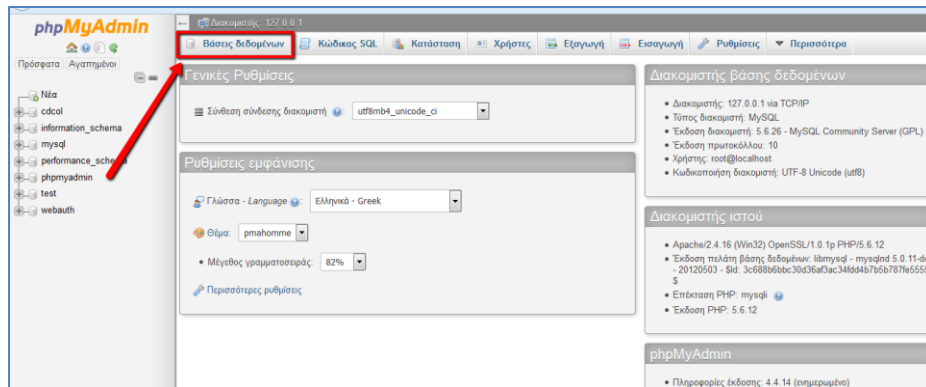 phpMyAdmin
Πρόσφατα Αγαπημένοι
Νέα
cdcol
information_schema
mysql
performance_schema
phpmyadmin
test
webauth
Διακομιστής: 127.0.0.1
Βάσεις δεδομένων Κώδικας SQL Κατάσταση Χρήστες Εξαγωγή Εισαγωγή Ρυθμίσεις Περισσότερα
Γενικές Ρυθμίσεις
Σύνθεση σύνδεσης διακομιστή : utf8mb4_unicode_ci
Ρυθμίσεις εμφάνισης
Γλώσσα - Language : Ελληνικά - Greek
Θέμα: pmahomme
• Μέγεθος γραμματοσειράς: 82%
Περισσότερες ρυθμίσεις
Διακομιστής βάσης δεδομένων
• Διακομιστής: 127.0.0.1 via TCP/IP
• Τύπος διακομιστή: MySQL
• Έκδοση διακομιστή: 5.6.26 - MySQL Community Server (GPL)
• Έκδοση πρωτοκόλλου: 10
• Χρήστης: root@localhost
• Κωδικοποίηση διακομιστή: UTF-8 Unicode (utf8)
Διακομιστής ιστού
• Apache/2.4.16 (Win32) OpenSSL/1.0.1p PHP/5.6.12
• Έκδοση πελάτη βάσης δεδομένων: libmysql - mysqlnd 5.0.11-d
- 20120503 - $Id:
$
• Επέκταση PHP: mysqli
• Έκδοση PHP: 5.6.12
phpMyAdmin
• Πληροφορίες έκδοσης: 4.4.14 (ενημερωμένο)